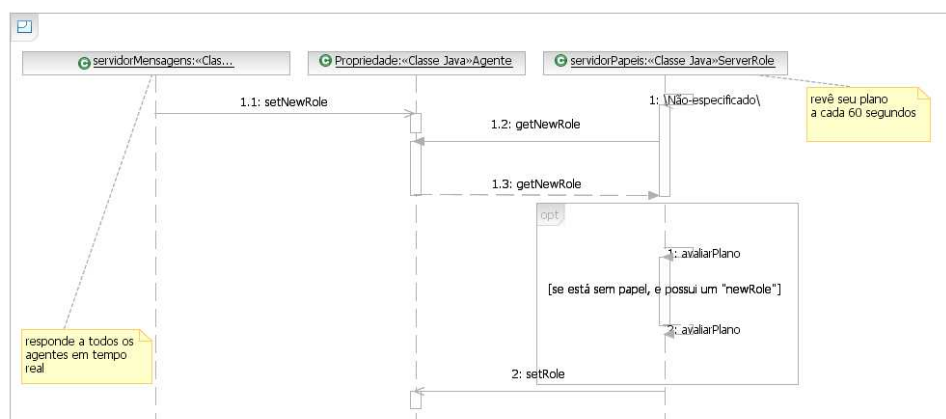 servidorMensagens:«Clas...
Propriedade:«Classe Java»Agente
servidorPapeis:«Classe Java»ServerRole
1.1: setNewRole
1: \Não-especificado\
revê seu plano
a cada 60 segundos
1.2: getNewRole
1.3: getNewRole
opt
1: avaliarPlano
[se está sem papel, e possui um "newRole"]
2: avaliarPlano
responde a todos os
agentes em tempo
real
2: setRole